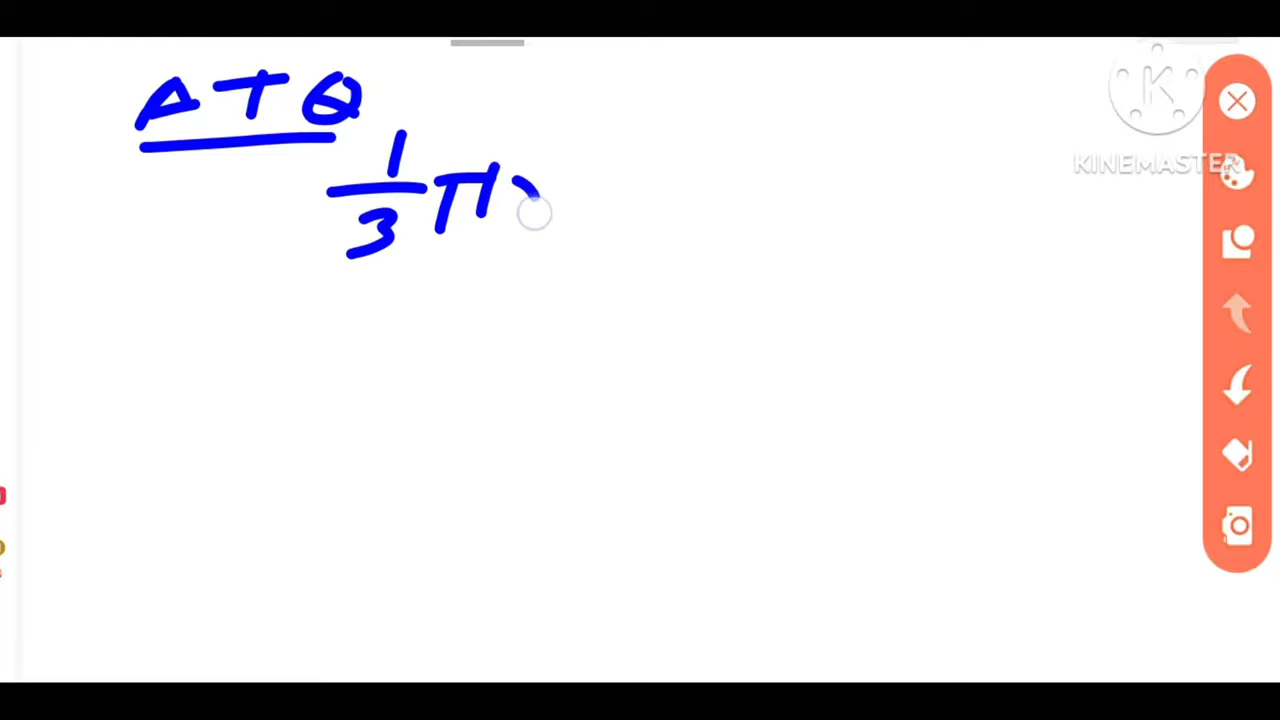 ATQ
1/3 π
KINEMASTER